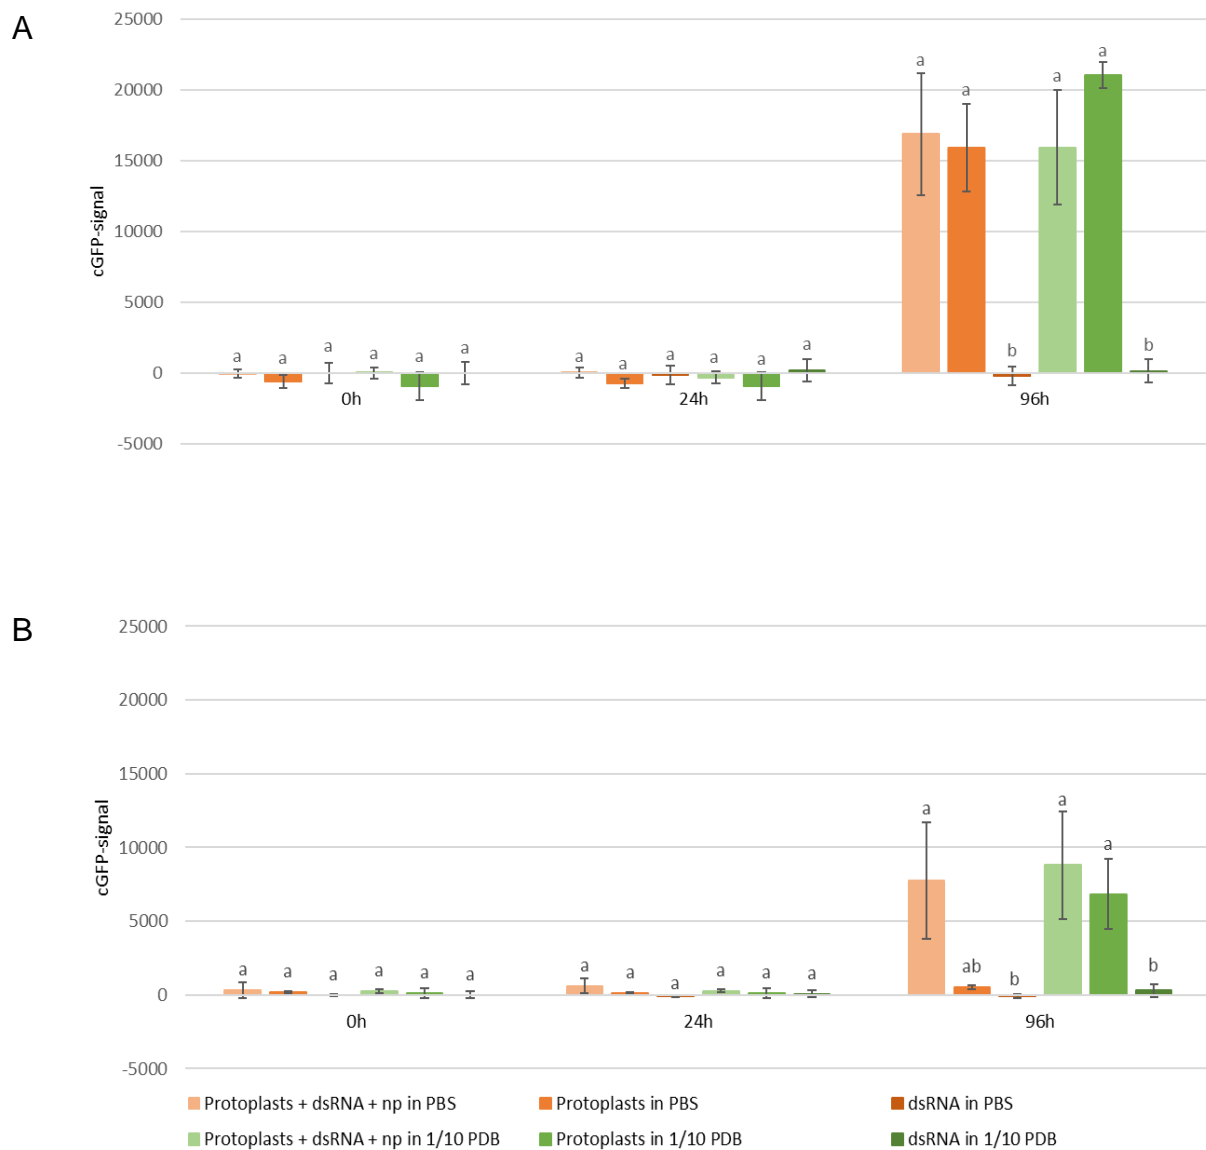 A
25000
20000
15000
10000
5000
0
-5000
cGFP-signal
a a a a a a
a a a a a a
a a b a a b
0h 24h 96h
B
25000
20000
15000
10000
5000
0
-5000
cGFP-signal
a a a a a a
a a a a a a
a ab b a a b
0h 24h 96h
Protoplasts + dsRNA + np in PBS Protoplasts in PBS dsRNA in PBS
Protoplasts + dsRNA + np in 1/10 PDB Protoplasts in 1/10 PDB dsRNA in 1/10 PDB